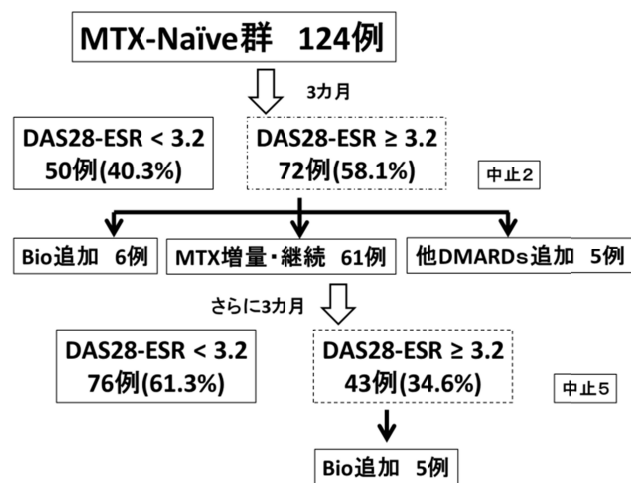 MTX-Naïve群 124例
3カ月
DAS28-ESR < 3.2
50例(40.3%)
DAS28-ESR ≥ 3.2
72例(58.1%)
中止2
Bio追加 6例
MTX増量・継続 61例
他DMARDs追加 5例
さらに3カ月
DAS28-ESR < 3.2
76例(61.3%)
DAS28-ESR ≥ 3.2
43例(34.6%)
中止5
Bio追加 5例